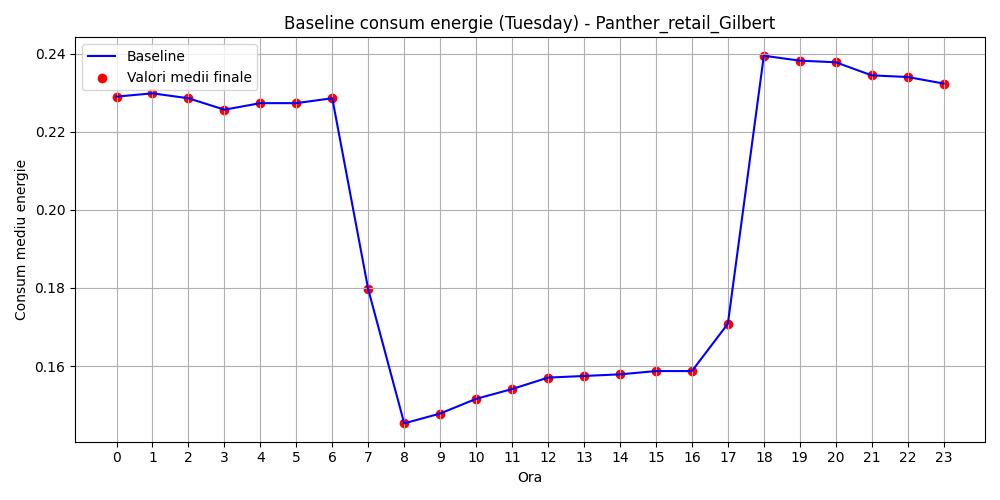 Baseline consum energie (Tuesday) - Panther_retail_Gilbert
Baseline
Valori medii finale
Consum mediu energie
0.24
0.22
0.20
0.18
0.16
0 1 2 3 4 5 6 7 8 9 10 11 12 13 14 15 16 17 18 19 20 21 22 23
Ora